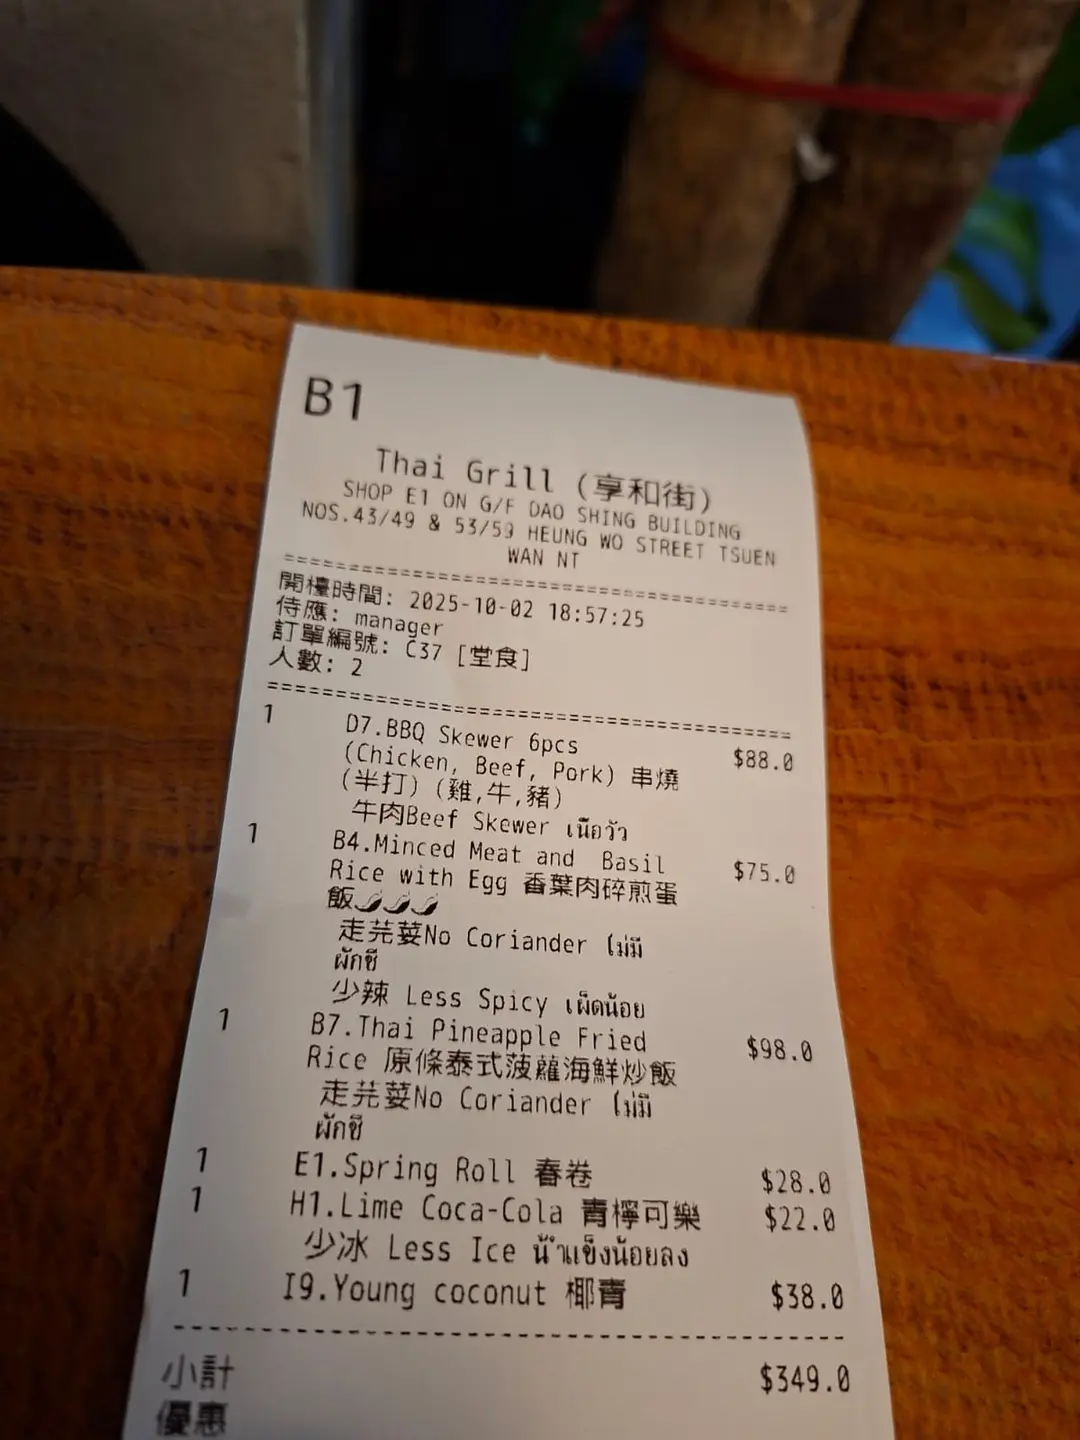 B1
Thai Grill (享和街)
SHOP E1 ON G/F DAO SHING BUILDING
NOS.43/49 & 53/59 HEUNG WO STREET TSUEN
WAN NT
開檯時間: 2025-10-02 18:57:25
侍應: manager
訂單編號: C37 [堂食]
人數: 2
1 D7.BBQ Skewer 6pcs $88.0
(Chicken, Beef, Pork) 串燒
(半打) (雞,牛,豬)
牛肉Beef Skewer เนื้อวัว
1 B4.Minced Meat and Basil $75.0
Rice with Egg 香葉肉碎煎蛋
飯🌶🌶🌶
走芫荽No Coriander ไม่มี
ผักชี
少辣 Less Spicy เผ็ดน้อย
1 B7.Thai Pineapple Fried $98.0
Rice 原條泰式菠蘿海鮮炒飯
走芫荽No Coriander ไม่มี
ผักชี
1 E1.Spring Roll 春卷 $28.0
1 H1.Lime Coca-Cola 青檸可樂 $22.0
少冰 Less Ice น้ำแข็งน้อยลง
1 I9.Young coconut 椰青 $38.0
小計 $349.0
優惠